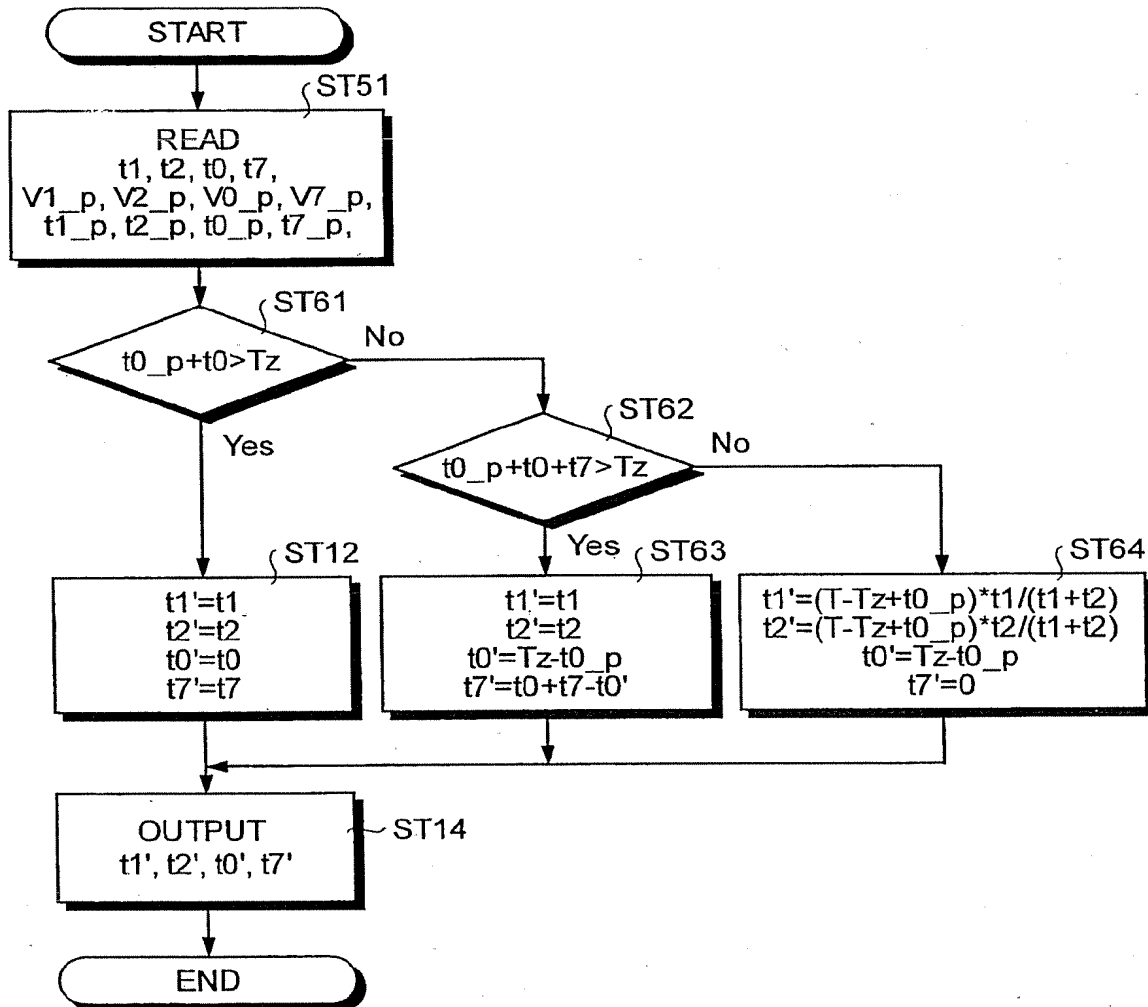 START
ST51
READ
t1, t2, t0, t7,
V1_p, V2_p, V0_p, V7_p,
t1_p, t2_p, t0_p, t7_p,
ST61
t0_p+t0>Tz
No
Yes
ST62
t0_p+t0+t7>Tz
No
Yes
ST12
t1'=t1
t2'=t2
t0'=t0
t7'=t7
ST63
t1'=t1
t2'=t2
t0'=Tz-t0_p
t7'=t0+t7-t0'
ST64
t1'=(T-Tz+t0_p)*t1/(t1+t2)
t2'=(T-Tz+t0_p)*t2/(t1+t2)
t0'=Tz-t0_p
t7'=0
OUTPUT
t1', t2', t0', t7'
ST14
END